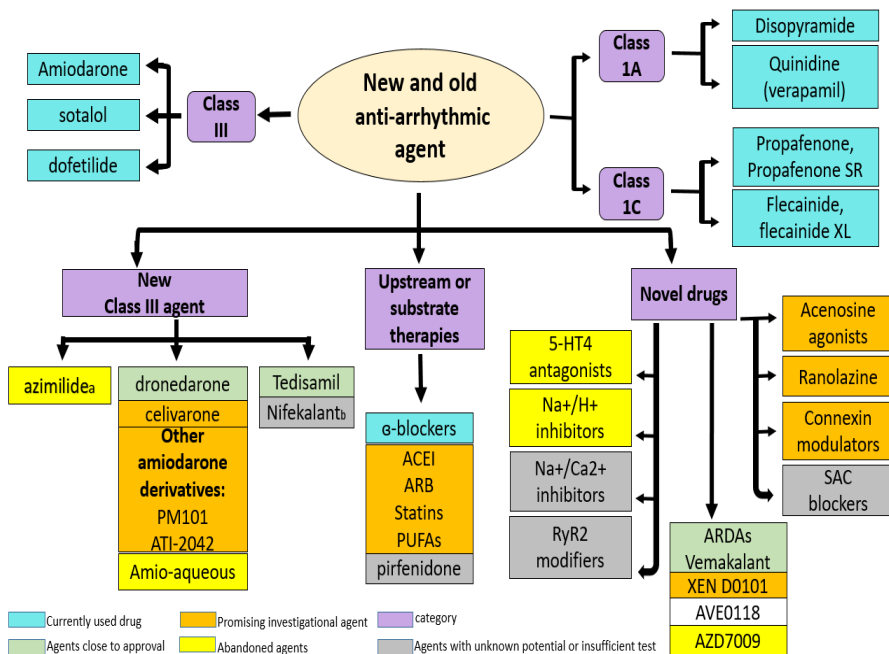 New and old
anti-arrhythmic
agent
Class
III
Amiodarone
sotalol
dofetilide
Class
1A
Disopyramide
Quinidine
(verapamil)
Class
1C
Propafenone,
Propafenone SR
Flecainide,
flecainide XL
New
Class III agent
azimilidea
dronedarone
celivarone
Other
amiodarone
derivatives:
PM101
ATI-2042
Amio-aqueous
Tedisamil
Nifekalantb
Upstream or
substrate
therapies
ɞ-blockers
ACEI
ARB
Statins
PUFAs
pirfenidone
Novel drugs
5-HT4
antagonists
Na+/H+
inhibitors
Na+/Ca2+
inhibitors
RyR2
modifiers
ARDAs
Vemakalant
XEN D0101
AVE0118
AZD7009
Acenosine
agonists
Ranolazine
Connexin
modulators
SAC
blockers
Currently used drug
Promising investigational agent
category
Agents close to approval
Abandoned agents
Agents with unknown potential or insufficient test